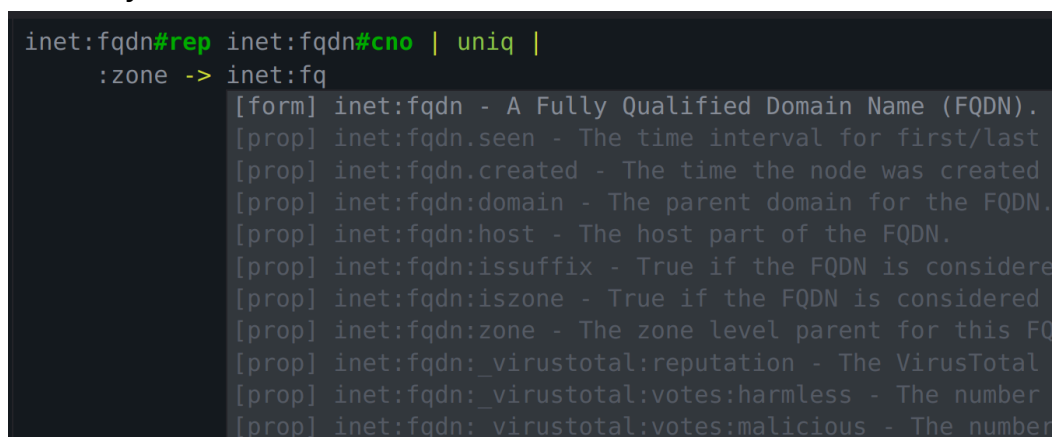 inet:fqdn#rep inet:fqdn#cno | uniq |
:zone -> inet:fq
[form] inet:fqdn - A Fully Qualified Domain Name (FQDN).
[prop] inet:fqdn.seen - The time interval for first/last
[prop] inet:fqdn.created - The time the node was created
[prop] inet:fqdn:domain - The parent domain for the FQDN.
[prop] inet:fqdn:host - The host part of the FQDN.
[prop] inet:fqdn:issuffix - True if the FQDN is considere
[prop] inet:fqdn:iszone - True if the FQDN is considered
[prop] inet:fqdn:zone - The zone level parent for this FQ
[prop] inet:fqdn:_virustotal:reputation - The VirusTotal
[prop] inet:fqdn:_virustotal:votes:harmless - The number
[prop] inet:fqdn:_virustotal:votes:malicious - The number